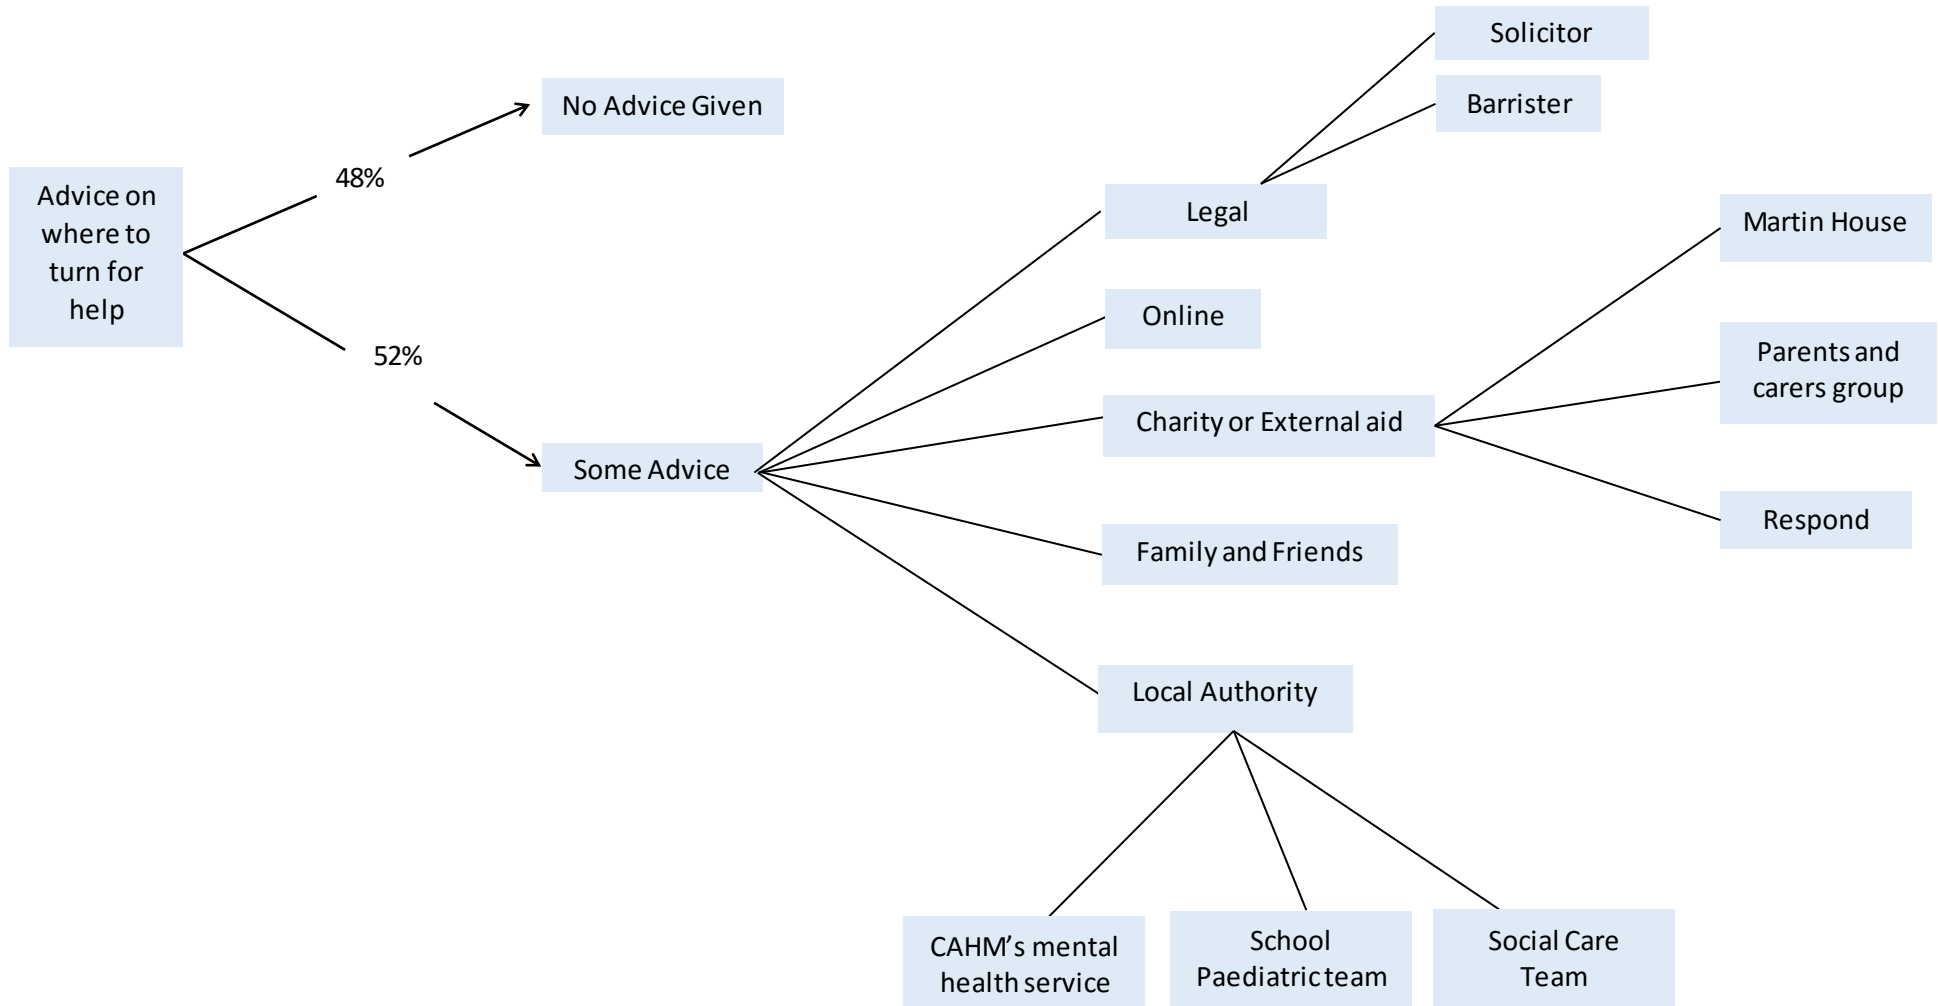 Advice on
where to
turn for
help
48%
52%
No Advice Given
Some Advice
Legal
Solicitor
Barrister
Online
Charity or External aid
Martin House
Parents and
carers group
Respond
Family and Friends
Local Authority
CAHM’s mental
health service
School
Paediatric team
Social Care
Team